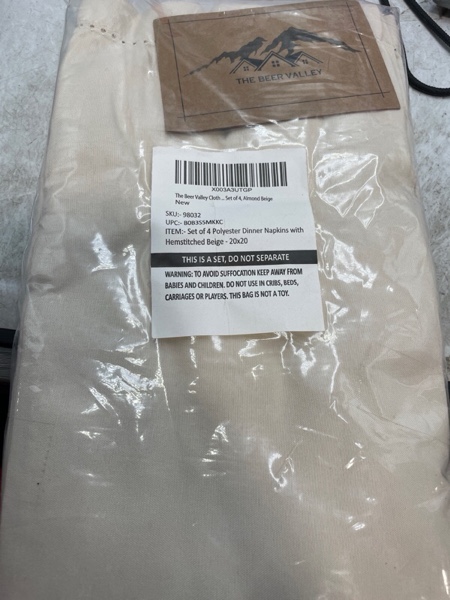 THE BEER VALLEY
X003A3UTGP
The Beer Valley Cloth ... Set of 4, Almond Beige
New
SKU:- 98032
UPC:- B0B355MKKC
ITEM:- Set of 4 Polyester Dinner Napkins with
Hemstitched Beige - 20x20
THIS IS A SET, DO NOT SEPARATE
WARNING: TO AVOID SUFFOCATION KEEP AWAY FROM
BABIES AND CHILDREN. DO NOT USE IN CRIBS, BEDS,
CARRIAGES OR PLAYERS. THIS BAG IS NOT A TOY.